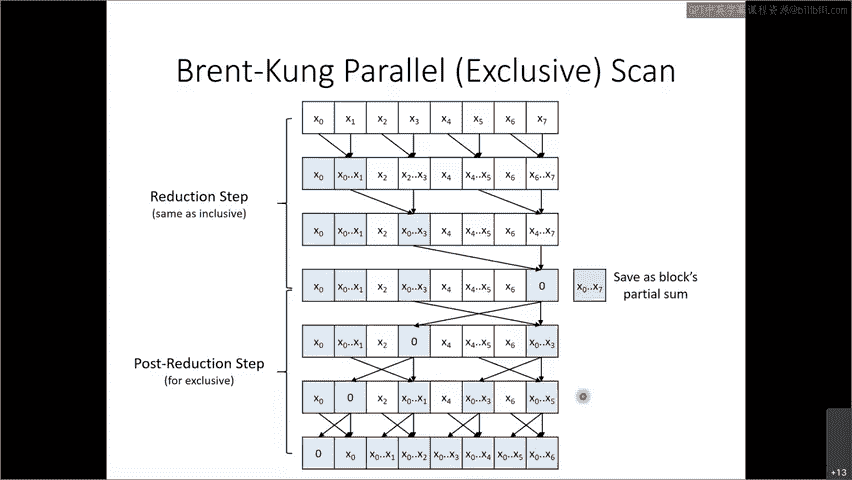 Brent-Kung Parallel (Exclusive) Scan
x₀ x₁ x₂ x₃ x₄ x₅ x₆ x₇
x₀ x₀..x₁ x₂ x₂..x₃ x₄ x₄..x₅ x₆ x₆..x₇
Reduction Step
(same as inclusive)
x₀ x₀..x₁ x₂ x₀..x₃ x₄ x₄..x₅ x₆ x₄..x₇
x₀ x₀..x₁ x₂ x₀..x₃ x₄ x₄..x₅ x₆ 0
x₀..x₇
Save as block's
partial sum
x₀ x₀..x₁ x₂ 0 x₄ x₄..x₅ x₆ x₀..x₃
Post-Reduction Step
(for exclusive)
x₀ 0 x₂ x₀..x₁ x₄ x₀..x₃ x₆ x₀..x₅
0 x₀ x₀..x₁ x₀..x₂ x₀..x₃ x₀..x₄ x₀..x₅ x₀..x₆
+13